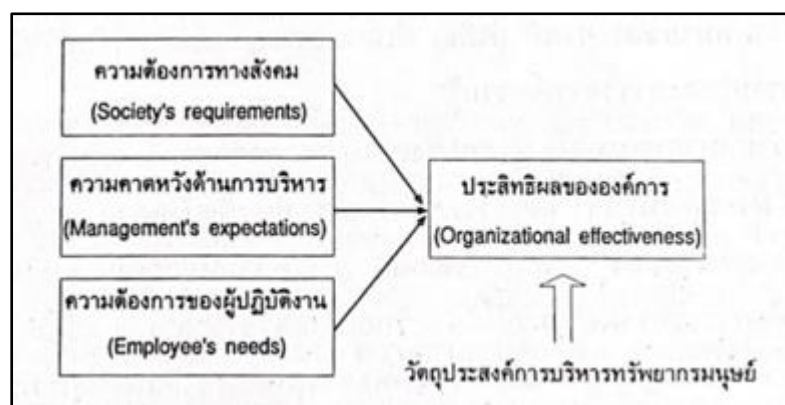 ความต้องการทางสังคม
(Society's requirements)
ความคาดหวังด้านการบริหาร
(Management's expectations)
ความต้องการของผู้ปฏิบัติงาน
(Employee's needs)
ประสิทธิผลขององค์การ
(Organizational effectiveness)
วัตถุประสงค์การบริหารทรัพยากรมนุษย์